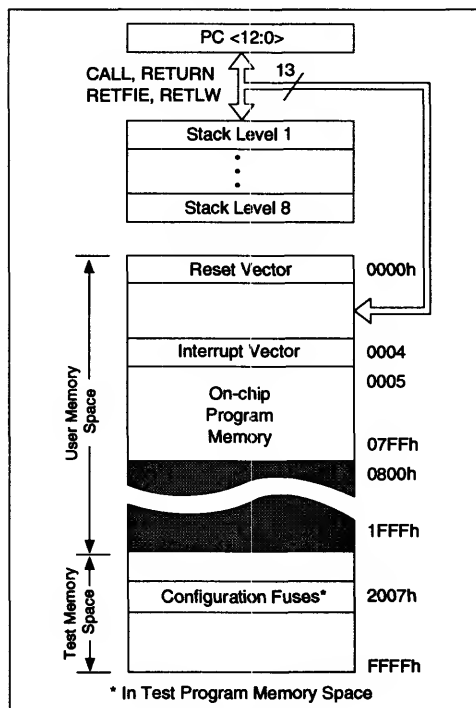 PC <12:0>
CALL, RETURN
RETFIE, RETLW
13
Stack Level 1
Stack Level 8
Reset Vector
0000h
Interrupt Vector
0004
0005
On-chip
Program
Memory
07FFh
0800h
1FFFh
Configuration Fuses*
2007h
FFFFh
User Memory
Space
Test Memory
Space
* In Test Program Memory Space